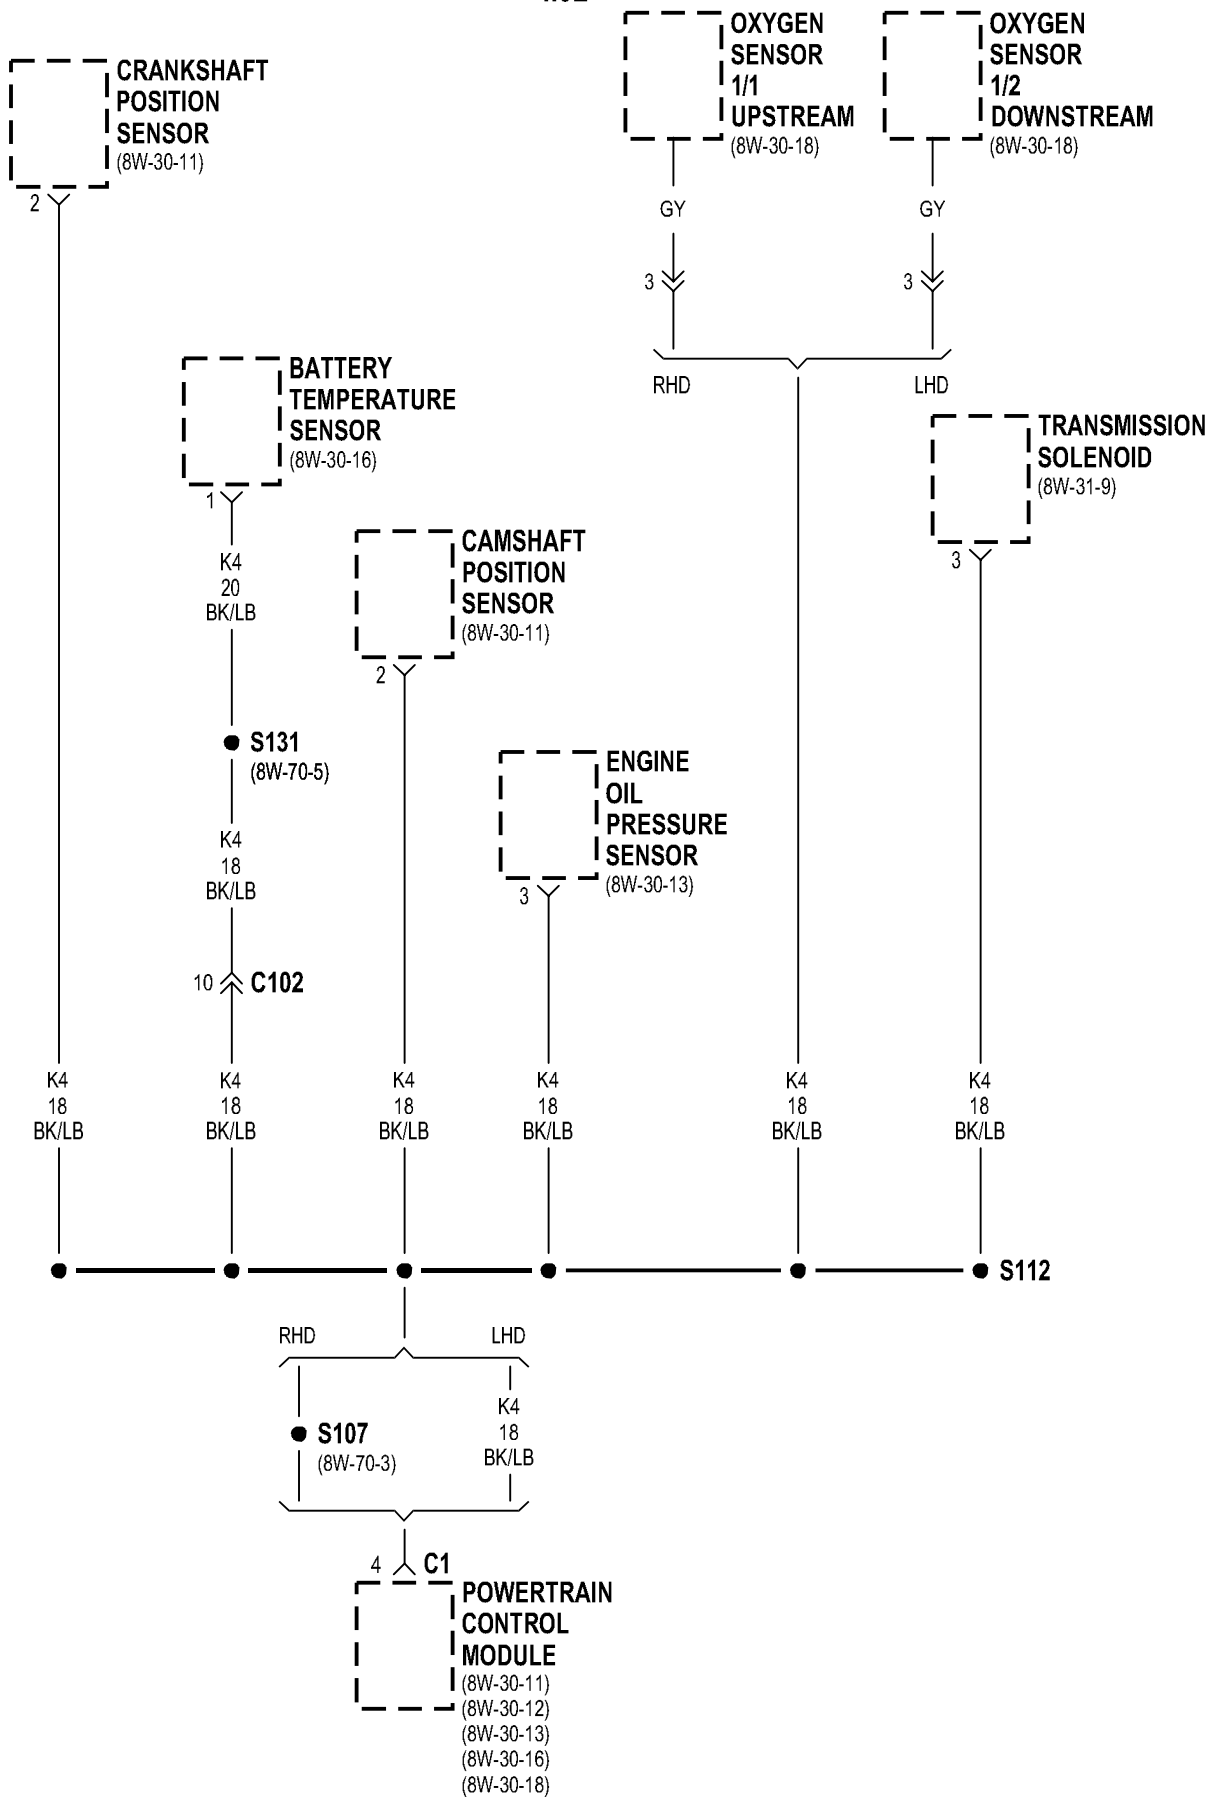 CRANKSHAFT
POSITION
SENSOR
(8W-30-11)
2
OXYGEN
SENSOR
1/1
UPSTREAM
(8W-30-18)
OXYGEN
SENSOR
1/2
DOWNSTREAM
(8W-30-18)
GY
GY
3
3
RHD
LHD
BATTERY
TEMPERATURE
SENSOR
(8W-30-16)
1
K4
20
BK/LB
S131
(8W-70-5)
K4
18
BK/LB
10
C102
CAMSHAFT
POSITION
SENSOR
(8W-30-11)
2
ENGINE
OIL
PRESSURE
SENSOR
(8W-30-13)
3
TRANSMISSION
SOLENOID
(8W-31-9)
3
K4
18
BK/LB
K4
18
BK/LB
K4
18
BK/LB
K4
18
BK/LB
K4
18
BK/LB
K4
18
BK/LB
S112
RHD
LHD
S107
(8W-70-3)
K4
18
BK/LB
4
C1
POWERTRAIN
CONTROL
MODULE
(8W-30-11)
(8W-30-12)
(8W-30-13)
(8W-30-16)
(8W-30-18)